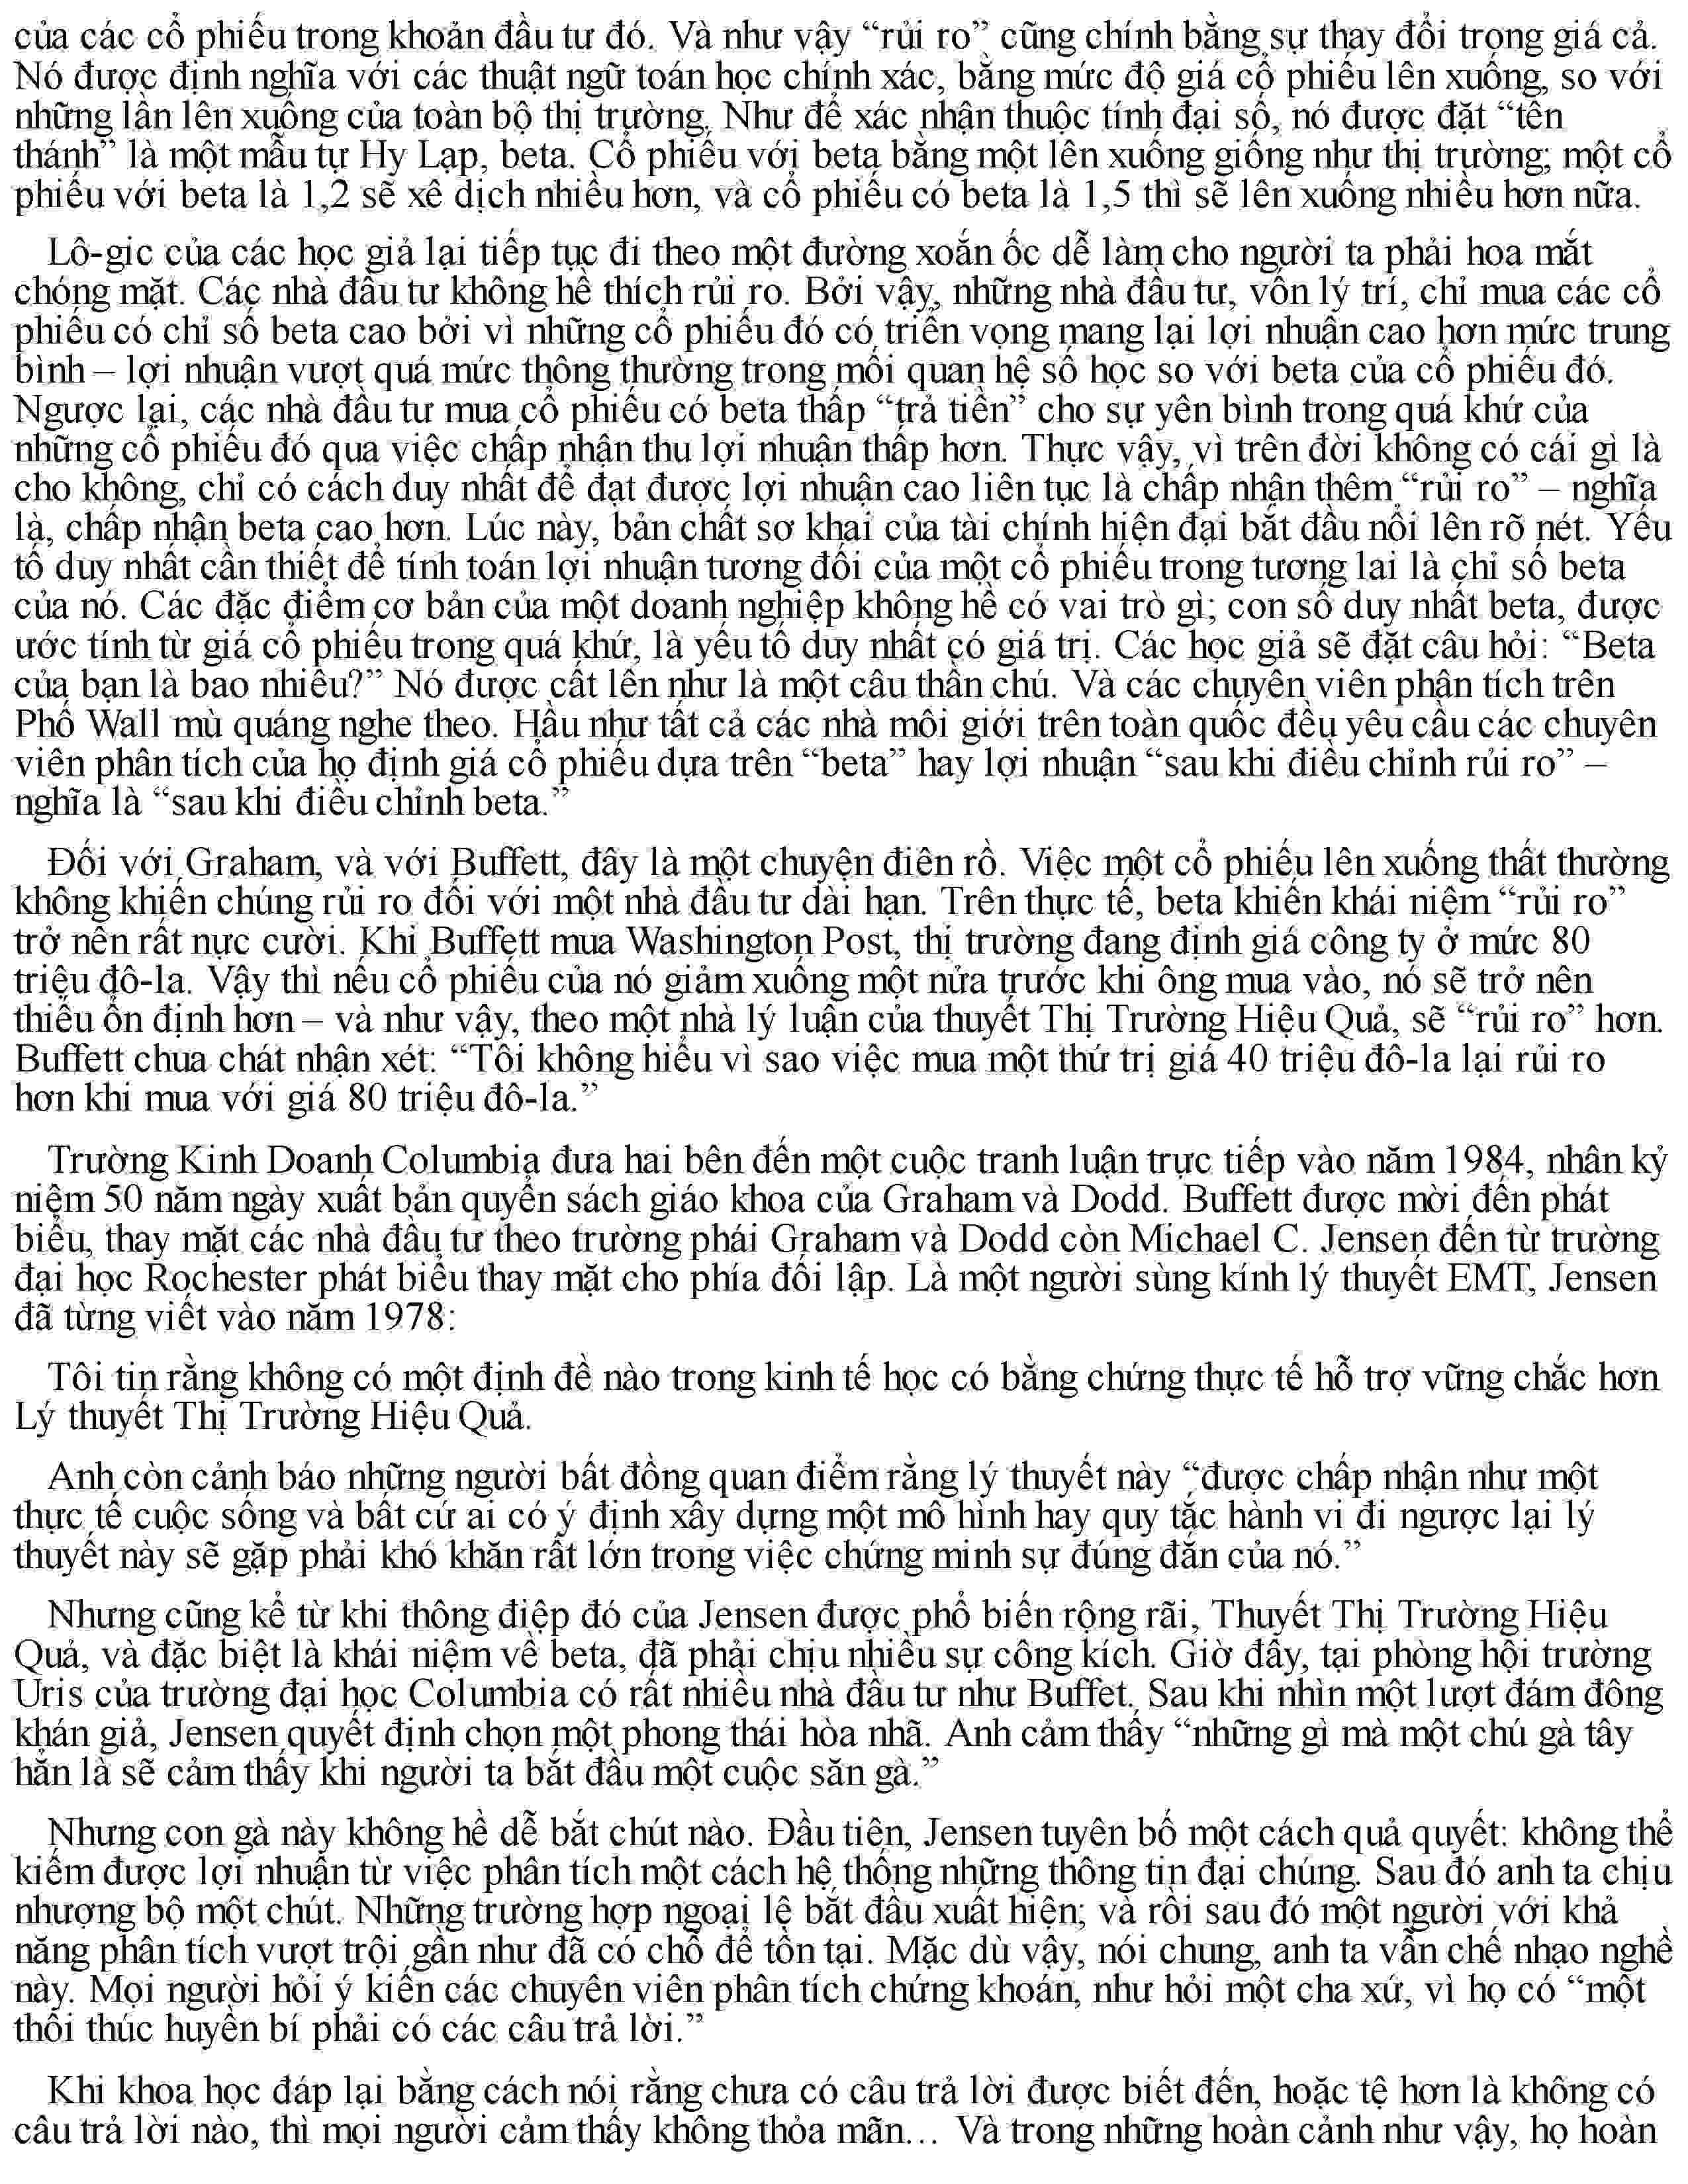 của các cổ phiếu trong khoản đầu tư đó. Và như vậy “rủi ro” cũng chính bằng sự thay đổi trong giá cả.
Nó được định nghĩa với các thuật ngữ toán học chính xác, bằng mức độ giá cổ phiếu lên xuống, so với
những lần lên xuống của toàn bộ thị trường. Như để xác nhận thuộc tính đại số, nó được đặt “tên
thánh” là một mẫu tự Hy Lạp, beta. Cổ phiếu với beta bằng một lên xuống giống như thị trường; một cổ
phiếu với beta là 1,2 sẽ xê dịch nhiều hơn, và cổ phiếu có beta là 1,5 thì sẽ lên xuống nhiều hơn nữa.
Lô-gic của các học giả lại tiếp tục đi theo một đường xoắn ốc dễ làm cho người ta phải hoa mắt
chóng mặt. Các nhà đầu tư không hề thích rủi ro. Bởi vậy, những nhà đầu tư, vốn lý trí, chỉ mua các cổ
phiếu có chỉ số beta cao bởi vì những cổ phiếu đó có triển vọng mang lại lợi nhuận cao hơn mức trung
bình – lợi nhuận vượt quá mức thông thường trong mối quan hệ số học so với beta của cổ phiếu đó.
Ngược lại, các nhà đầu tư mua cổ phiếu có beta thấp “trả tiền” cho sự yên bình trong quá khứ của
những cổ phiếu đó qua việc chấp nhận thu lợi nhuận thấp hơn. Thực vậy, vì trên đời không có cái gì là
cho không, chỉ có cách duy nhất để đạt được lợi nhuận cao liên tục là chấp nhận thêm “rủi ro” – nghĩa
là, chấp nhận beta cao hơn. Lúc này, bản chất sơ khai của tài chính hiện đại bắt đầu nổi lên rõ nét. Yếu
tố duy nhất cần thiết để tính toán lợi nhuận tương đối của một cổ phiếu trong tương lai là chỉ số beta
của nó. Các đặc điểm cơ bản của một doanh nghiệp không hề có vai trò gì; con số duy nhất beta, được
ước tính từ giá cổ phiếu trong quá khứ, là yếu tố duy nhất có giá trị. Các học giả sẽ đặt câu hỏi: “Beta
của bạn là bao nhiêu?” Nó được cất lên như là một câu thần chú. Và các chuyên viên phân tích trên
Phố Wall mù quáng nghe theo. Hầu như tất cả các nhà môi giới trên toàn quốc đều yêu cầu các chuyên
viên phân tích của họ định giá cổ phiếu dựa trên “beta” hay lợi nhuận “sau khi điều chỉnh rủi ro” –
nghĩa là “sau khi điều chỉnh beta.”
Đối với Graham, và với Buffett, đây là một chuyện điên rồ. Việc một cổ phiếu lên xuống thất thường
không khiến chúng rủi ro đối với một nhà đầu tư dài hạn. Trên thực tế, beta khiến khái niệm “rủi ro”
trở nên rất nực cười. Khi Buffett mua Washington Post, thị trường đang định giá công ty ở mức 80
triệu đô-la. Vậy thì nếu cổ phiếu của nó giảm xuống một nửa trước khi ông mua vào, nó sẽ trở nên
thiếu ổn định hơn – và như vậy, theo một nhà lý luận của thuyết Thị Trường Hiệu Quả, sẽ “rủi ro” hơn.
Buffett chua chát nhận xét: “Tôi không hiểu vì sao việc mua một thứ trị giá 40 triệu đô-la lại rủi ro
hơn khi mua với giá 80 triệu đô-la.”
Trường Kinh Doanh Columbia đưa hai bên đến một cuộc tranh luận trực tiếp vào năm 1984, nhân kỷ
niệm 50 năm ngày xuất bản quyển sách giáo khoa của Graham và Dodd. Buffett được mời đến phát
biểu, thay mặt các nhà đầu tư theo trường phái Graham và Dodd còn Michael C. Jensen đến từ trường
đại học Rochester phát biểu thay mặt cho phía đối lập. Là một người sùng kính lý thuyết EMT, Jensen
đã từng viết vào năm 1978:
Tôi tin rằng không có một định đề nào trong kinh tế học có bằng chứng thực tế hỗ trợ vững chắc hơn
Lý thuyết Thị Trường Hiệu Quả.
Anh còn cảnh báo những người bất đồng quan điểm rằng lý thuyết này “được chấp nhận như một
thực tế cuộc sống và bất cứ ai có ý định xây dựng một mô hình hay quy tắc hành vi đi ngược lại lý
thuyết này sẽ gặp phải khó khăn rất lớn trong việc chứng minh sự đúng đắn của nó.”
Nhưng cũng kể từ khi thông điệp đó của Jensen được phổ biến rộng rãi, Thuyết Thị Trường Hiệu
Quả, và đặc biệt là khái niệm về beta, đã phải chịu nhiều sự công kích. Giờ đây, tại phòng hội trường
Uris của trường đại học Columbia có rất nhiều nhà đầu tư như Buffet. Sau khi nhìn một lượt đám đông
khán giả, Jensen quyết định chọn một phong thái hòa nhã. Anh cảm thấy “những gì mà một chú gà tây
hẳn là sẽ cảm thấy khi người ta bắt đầu một cuộc săn gà.”
Nhưng con gà này không hề dễ bắt chút nào. Đầu tiên, Jensen tuyên bố một cách quả quyết: không thể
kiếm được lợi nhuận từ việc phân tích một cách hệ thống những thông tin đại chúng. Sau đó anh ta chịu
nhượng bộ một chút. Những trường hợp ngoại lệ bắt đầu xuất hiện; và rồi sau đó một người với khả
năng phân tích vượt trội gần như đã có chỗ để tồn tại. Mặc dù vậy, nói chung, anh ta vẫn chế nhạo nghề
này. Mọi người hỏi ý kiến các chuyên viên phân tích chứng khoán, như hỏi một cha xứ, vì họ có “một
thôi thúc huyền bí phải có các câu trả lời.”
Khi khoa học đáp lại bằng cách nói rằng chưa có câu trả lời được biết đến, hoặc tệ hơn là không có
câu trả lời nào, thì mọi người cảm thấy không thỏa mãn… Và trong những hoàn cảnh như vậy, họ hoàn